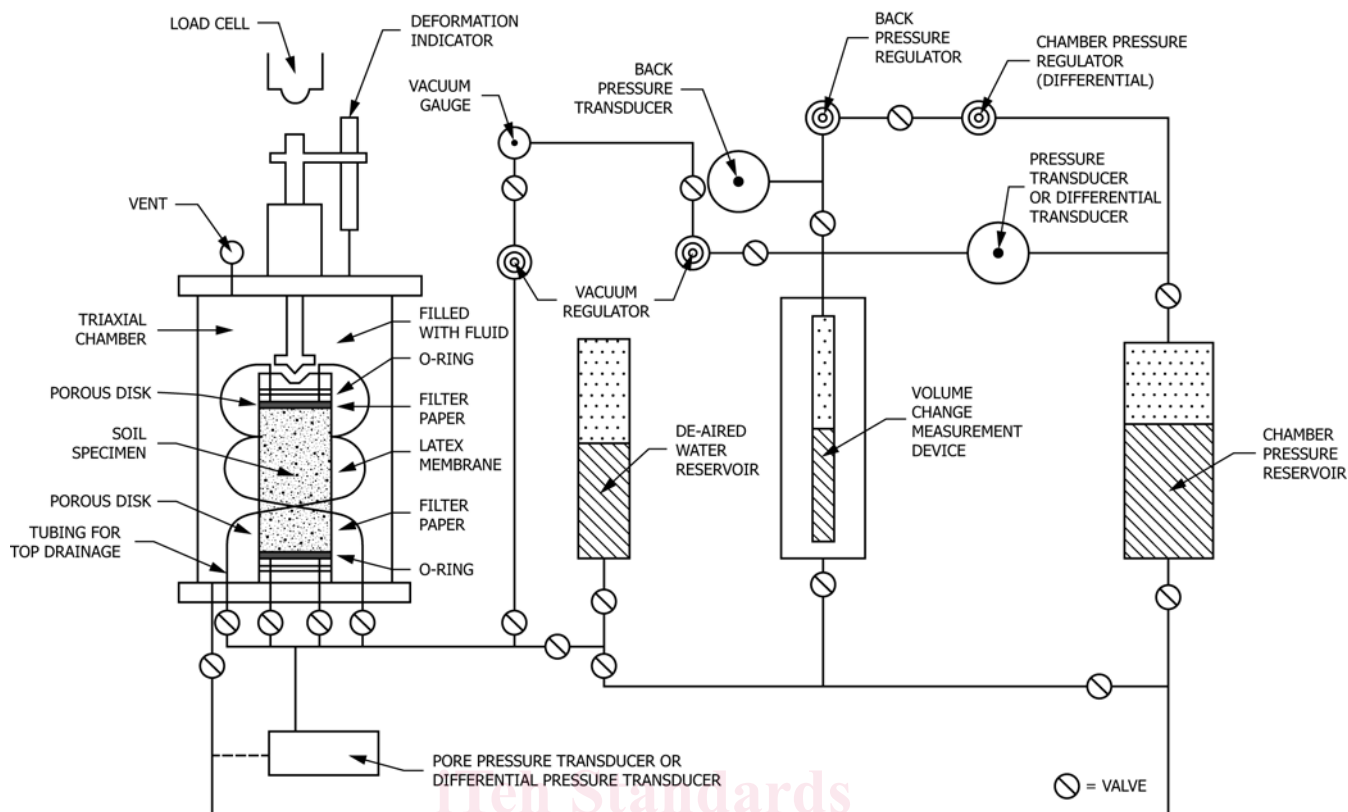 LOAD CELL
DEFORMATION
INDICATOR
VACUUM
GAUGE
BACK
PRESSURE
TRANSDUCER
BACK
PRESSURE
REGULATOR
CHAMBER PRESSURE
REGULATOR
(DIFFERENTIAL)
PRESSURE
TRANSDUCER
OR DIFFERENTIAL
TRANSDUCER
VENT
TRIAXIAL
CHAMBER
FILLED
WITH FLUID
O-RING
POROUS DISK
FILTER
PAPER
SOIL
SPECIMEN
LATEX
MEMBRANE
POROUS DISK
FILTER
PAPER
TUBING FOR
TOP DRAINAGE
O-RING
VACUUM
REGULATOR
DE-AIRED
WATER
RESERVOIR
VOLUME
CHANGE
MEASUREMENT
DEVICE
CHAMBER
PRESSURE
RESERVOIR
PORE PRESSURE TRANSDUCER OR
DIFFERENTIAL PRESSURE TRANSDUCER
= VALVE
iTeh Standards